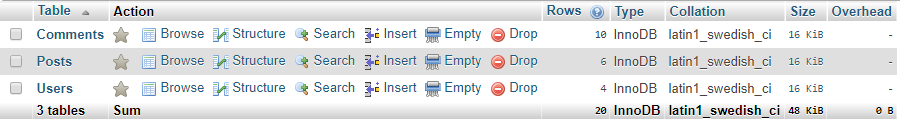 Table Action Rows Type Collation Size Overhead
Comments Browse Structure Search Insert Empty Drop 10 InnoDB latin1_swedish_ci 16 KiB -
Posts Browse Structure Search Insert Empty Drop 6 InnoDB latin1_swedish_ci 16 KiB -
Users Browse Structure Search Insert Empty Drop 4 InnoDB latin1_swedish_ci 16 KiB -
3 tables Sum 20 InnoDB latin1_swedish_ci 48 KiB 0 B